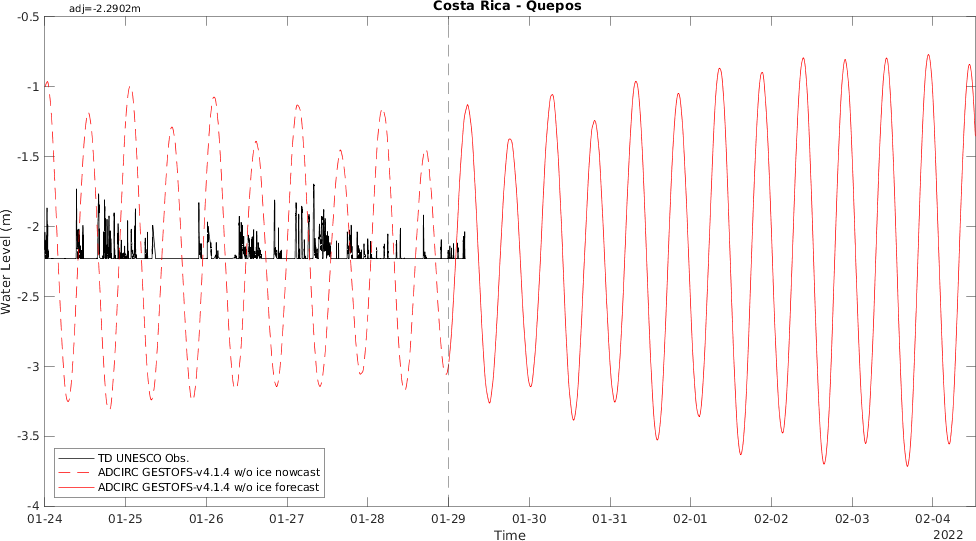 adj=-2.2902m
Costa Rica - Quepos
Water Level (m)
-0.5
-1
-1.5
-2
-2.5
-3
-3.5
-4
TD UNESCO Obs.
ADCIRC GESTOFS-v4.1.4 w/o ice nowcast
ADCIRC GESTOFS-v4.1.4 w/o ice forecast
01-24 01-25 01-26 01-27 01-28 01-29 01-30 01-31 02-01 02-02 02-03 02-04
Time
2022